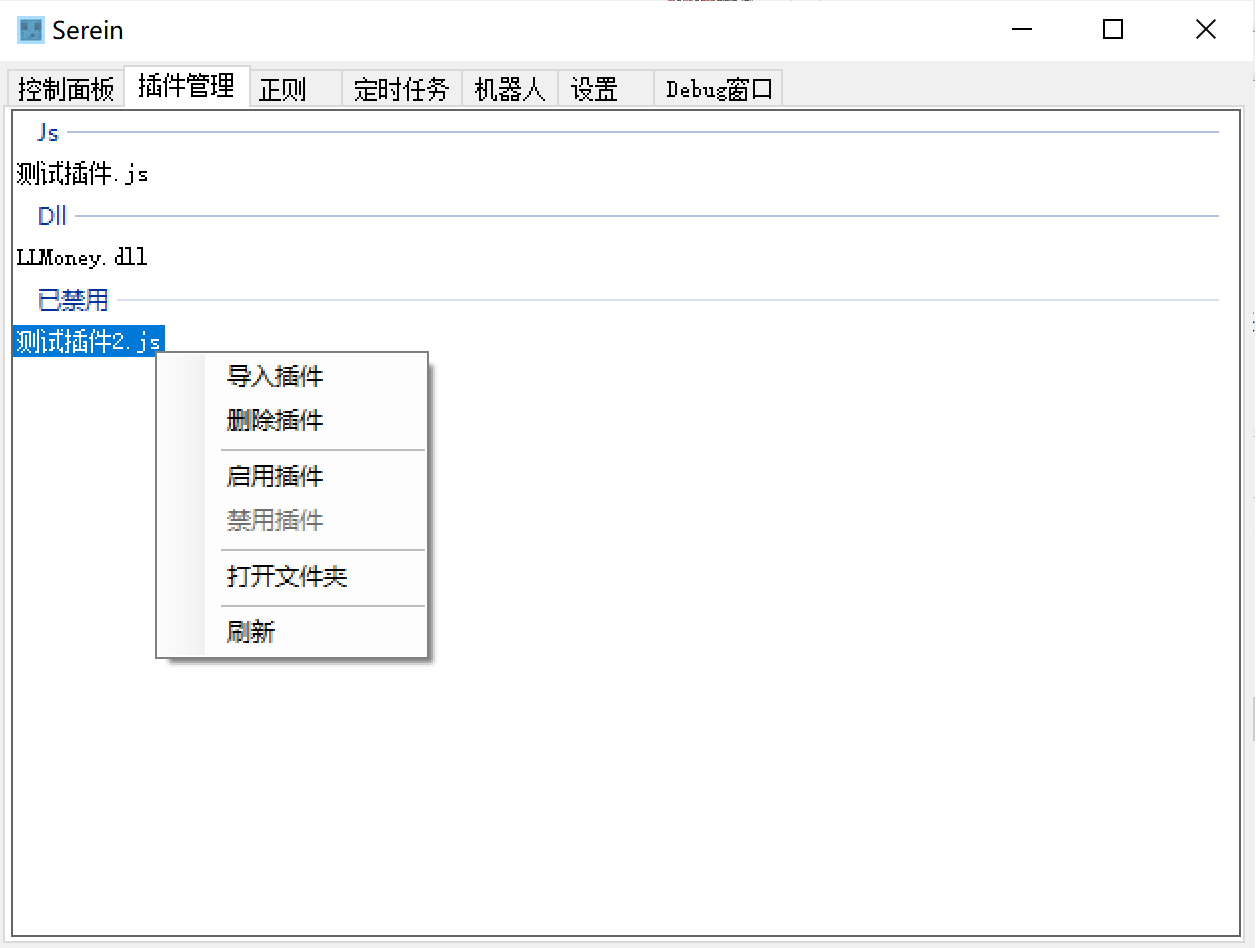 Serein
控制面板 插件管理 正则 定时任务 机器人 设置 Debug窗口
Js
测试插件.js
Dll
LLMoney.dll
已禁用
测试插件2.js
导入插件
删除插件
启用插件
禁用插件
打开文件夹
刷新